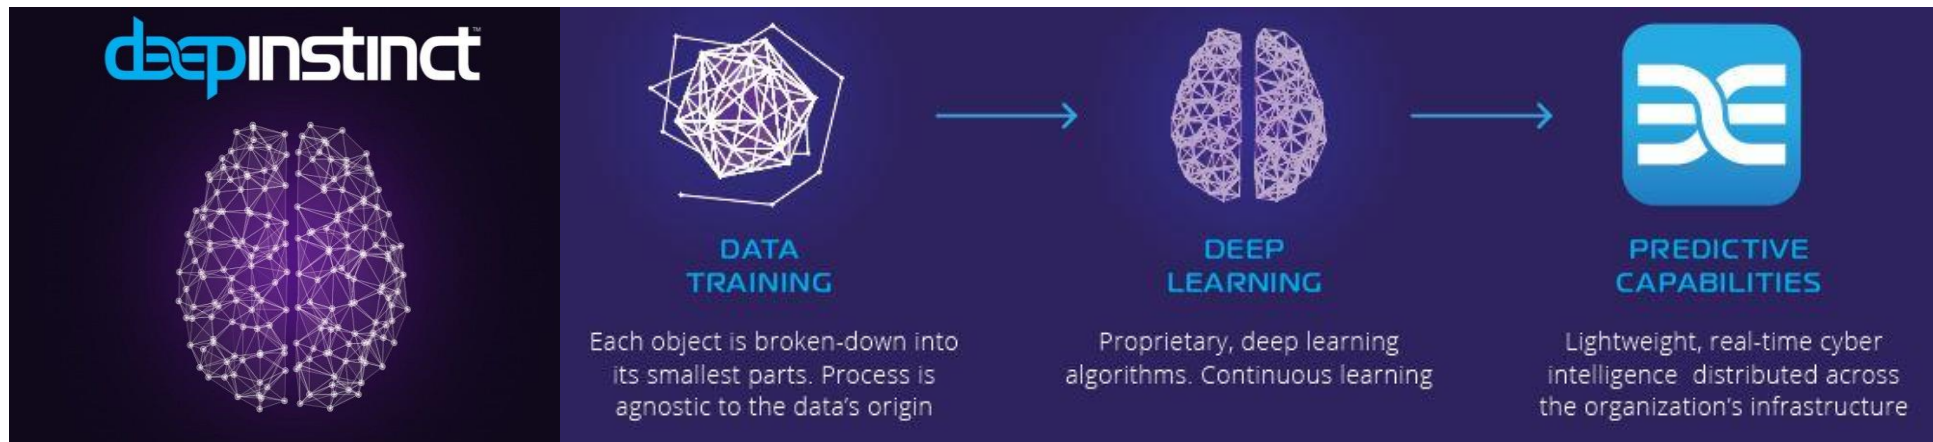 deepinstinct™
DATA
TRAINING
Each object is broken-down into
its smallest parts. Process is
agnostic to the data's origin
DEEP
LEARNING
Proprietary, deep learning
algorithms. Continuous learning
PREDICTIVE
CAPABILITIES
Lightweight, real-time cyber
intelligence distributed across
the organization's infrastructure